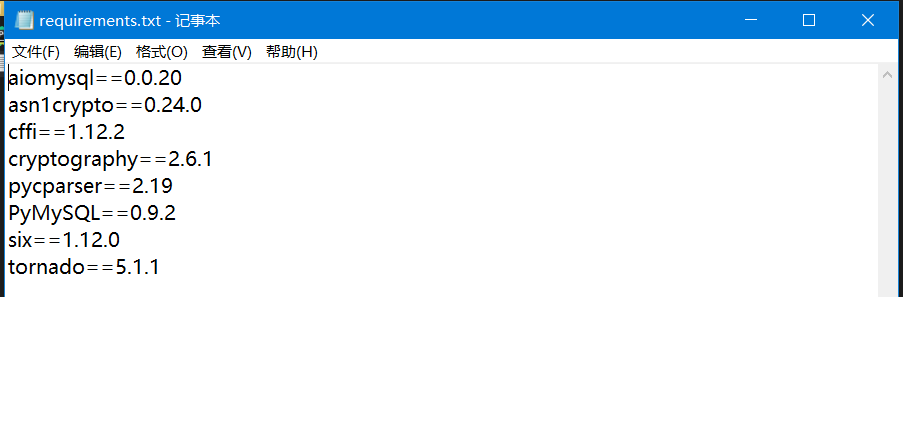 requirements.txt - 记事本
文件(F) 编辑(E) 格式(O) 查看(V) 帮助(H)
aiomysql==0.0.20
asn1crypto==0.24.0
cffi==1.12.2
cryptography==2.6.1
pycparser==2.19
PyMySQL==0.9.2
six==1.12.0
tornado==5.1.1